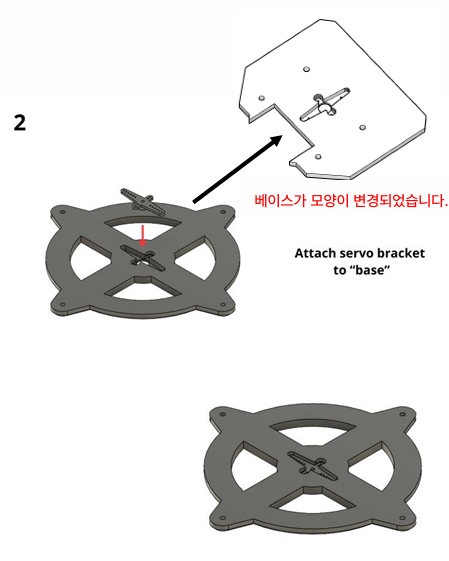 2
베이스가 모양이 변경되었습니다.
Attach servo bracket
to “base”